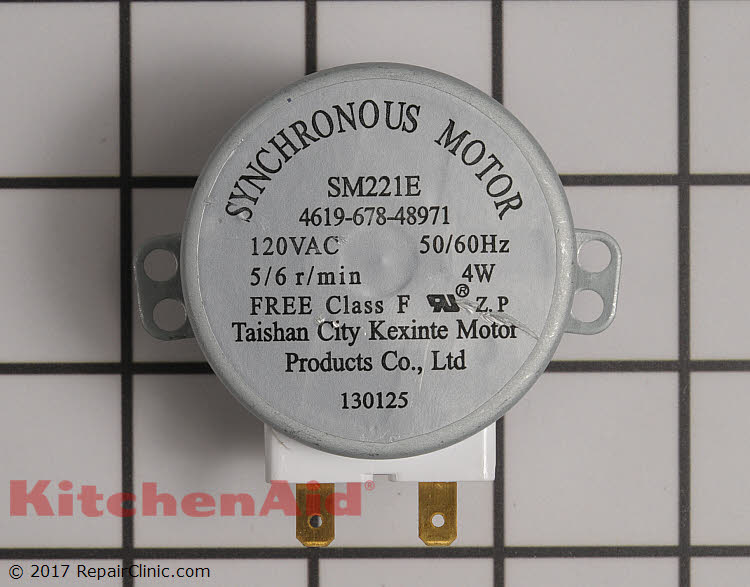 SYNCHRONOUS MOTOR
SM221E
4619-678-48971
120VAC 50/60Hz
5/6 r/min 4W
FREE Class F RU® Z.P
Taishan City Kexinte Motor
Products Co., Ltd
130125
KitchenAid®
© 2017 RepairClinic.com